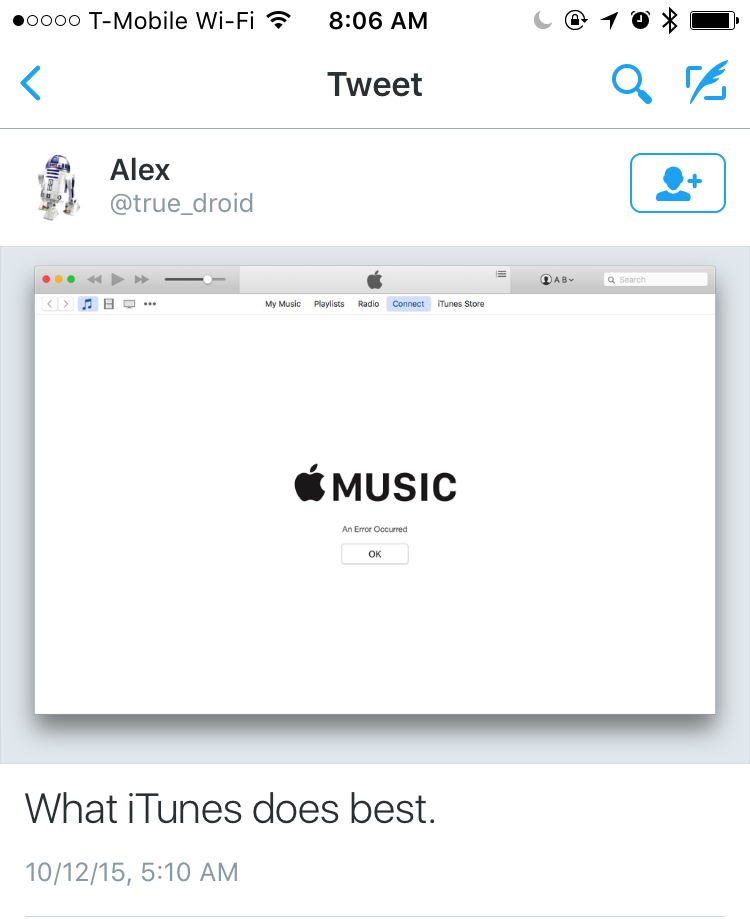 T-Mobile Wi-Fi 8:06 AM
Tweet
Alex
@true_droid
A B Search
My Music Playlists Radio Connect iTunes Store
MUSIC
An Error Occurred
OK
What iTunes does best.
10/12/15, 5:10 AM